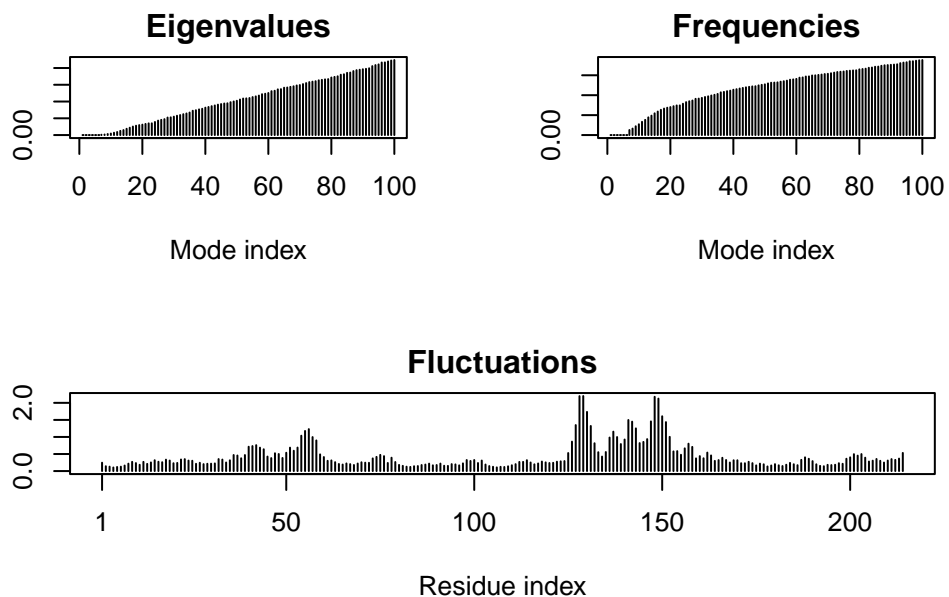 Eigenvalues
0.00
0 20 40 60 80 100
Mode index
Frequencies
0.00
0 20 40 60 80 100
Mode index
Fluctuations
2.0
0.0
1 50 100 150 200
Residue index